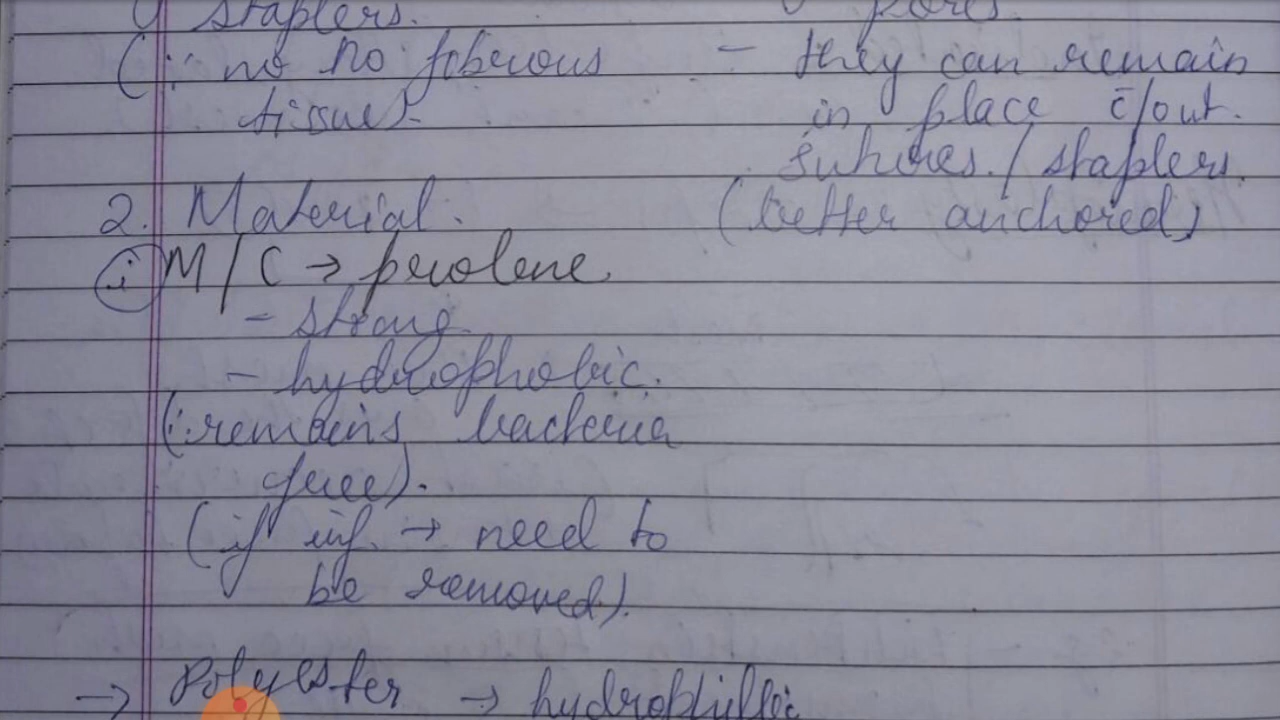 staplers.
(∵ no no fobrous
tissue).
pores.
– they can remain
in place c̄/out.
sutures / staplers.
(better anchored)
2. Material.
(i) M/C → prolene
– strong
– hydrophobic.
(∵ remains bacteria
free).
(if inf. → need to
be removed).
→ Polyester → hydrophillic